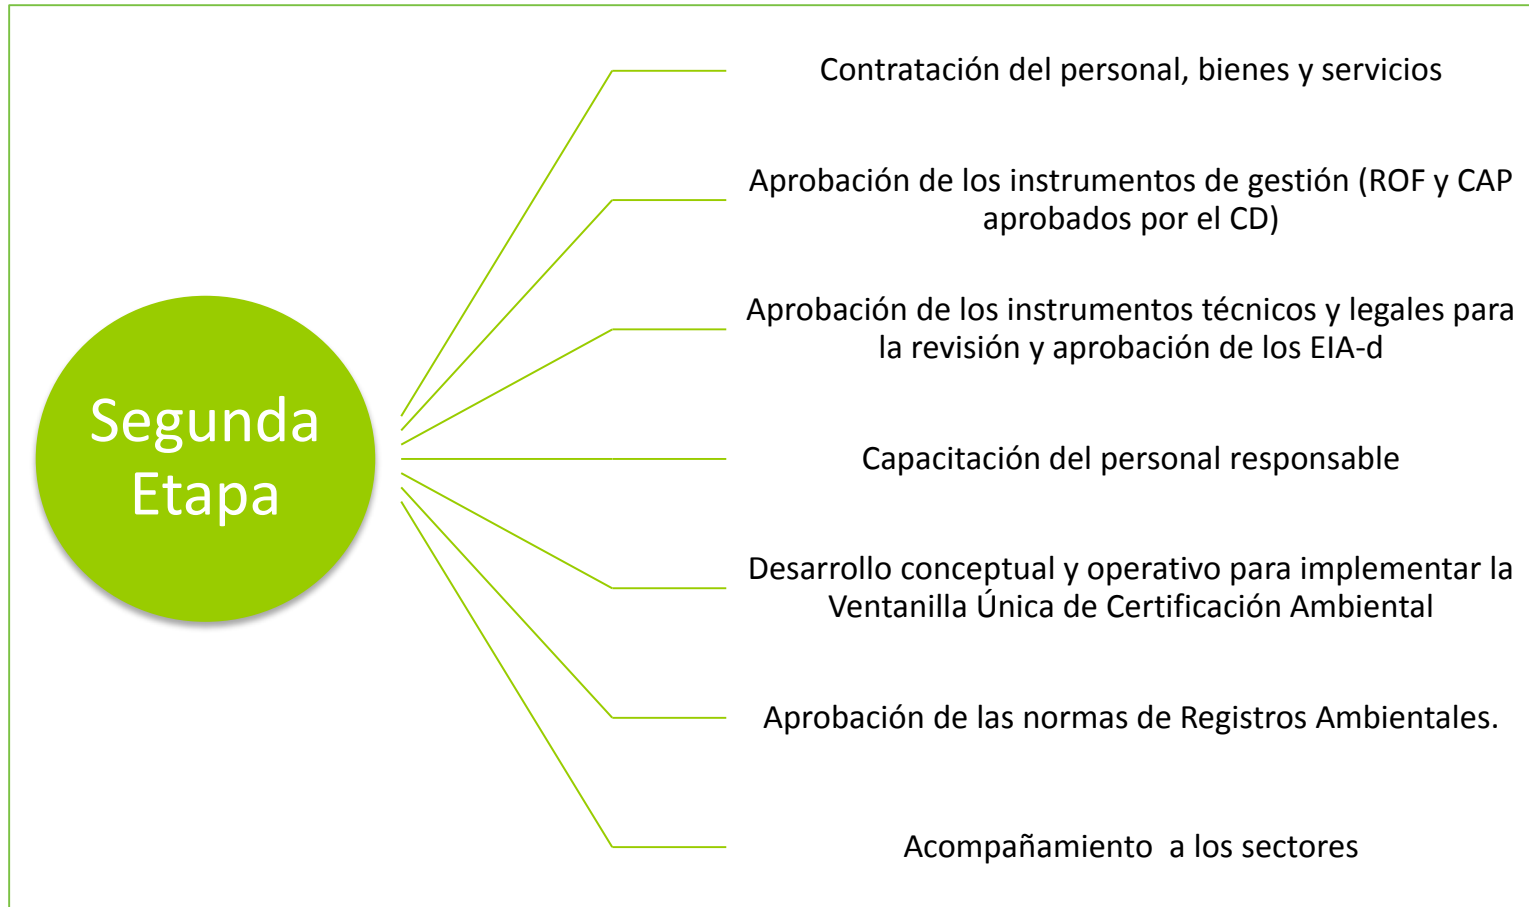 Segunda
Etapa
Contratación del personal, bienes y servicios
Aprobación de los instrumentos de gestión (ROF y CAP
aprobados por el CD)
Aprobación de los instrumentos técnicos y legales para
la revisión y aprobación de los EIA-d
Capacitación del personal responsable
Desarrollo conceptual y operativo para implementar la
Ventanilla Única de Certificación Ambiental
Aprobación de las normas de Registros Ambientales.
Acompañamiento  a los sectores